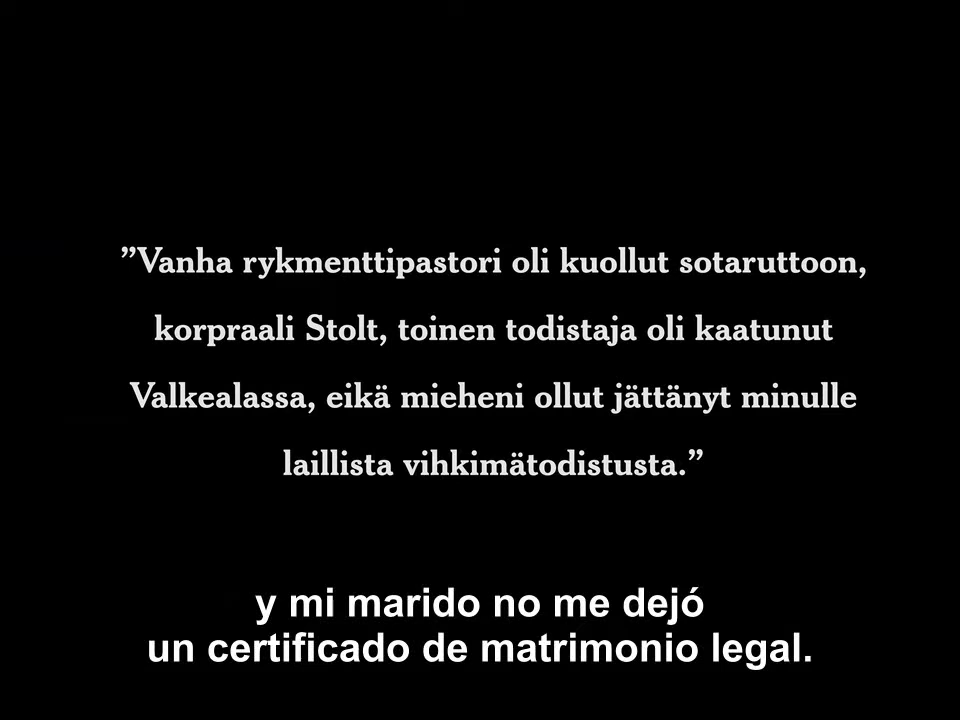 ”Vanha rykmenttipastori oli kuollut sotaruttoon,
korpraali Stolt, toinen todistaja oli kaatunut
Valkealassa, eikä mieheni ollut jättänyt minulle
laillista vihkimätodistusta.”
y mi marido no me dejó
un certificado de matrimonio legal.